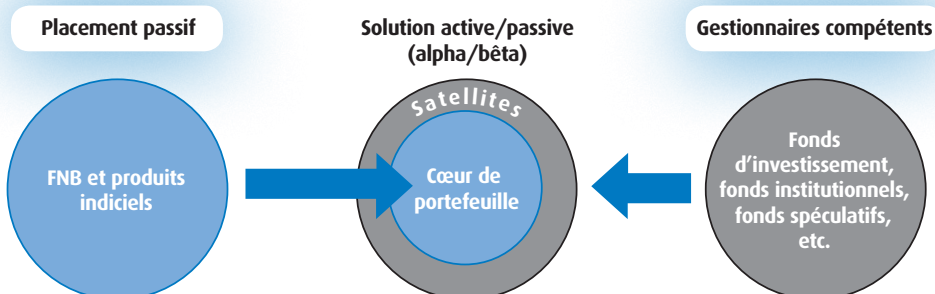 Placement passif
Solution active/passive
(alpha/bêta)
Gestionnaires compétents
FNB et produits
indiciels
Satellites
Cœur de
portefeuille
Fonds
d'investissement,
fonds institutionnels,
fonds spéculatifs,
etc.